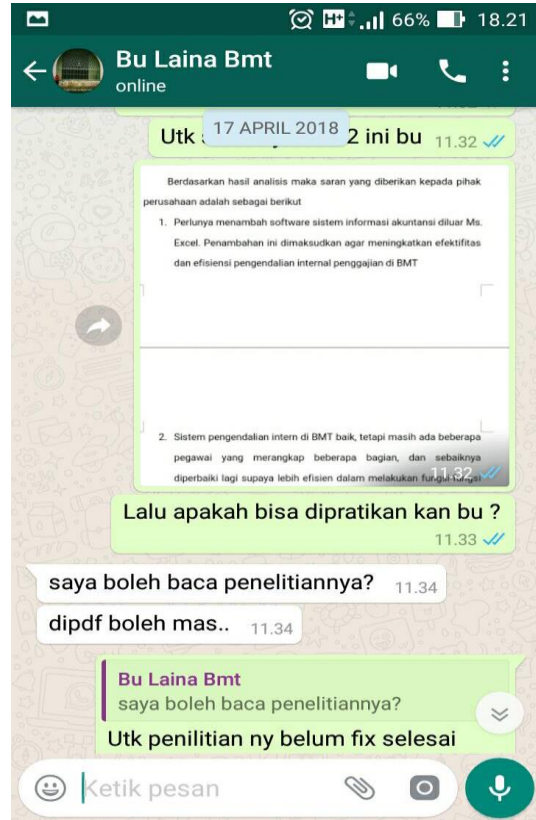 66% 18.21
Bu Laina Bmt
online
17 APRIL 2018
Utk 2 ini bu 11.32
Berdasarkan hasil analisis maka saran yang diberikan kepada pihak
perusahaan adalah sebagai berikut
1. Perlunya menambah software sistem informasi akuntansi diluar Ms.
Excel. Penambahan ini dimaksudkan agar meningkatkan efektifitas
dan efisiensi pengendalian internal penggajian di BMT
2. Sistem pengendalian intern di BMT baik, tetapi masih ada beberapa
pegawai yang merangkap beberapa bagian, dan sebaiknya
diperbaiki lagi supaya lebih efisien dalam melakukan
11.32
Lalu apakah bisa dipratikan kan bu ?
11.33
saya boleh baca penelitiannya? 11.34
dipdf boleh mas.. 11.34
Bu Laina Bmt
saya boleh baca penelitiannya?
Utk penilitian ny belum fix selesai
Ketik pesan